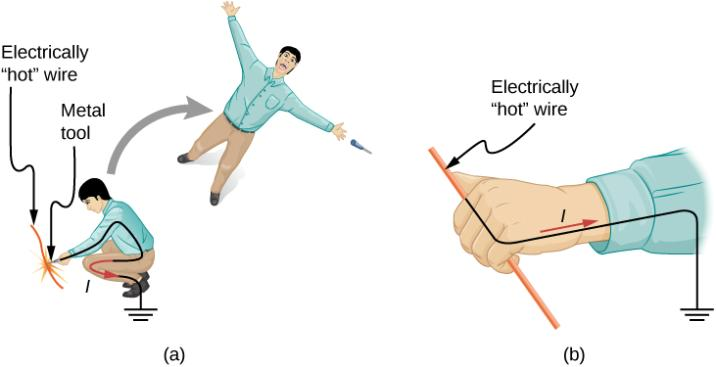 Electrically
“hot” wire
Metal
tool
I
(a)
Electrically
“hot” wire
I
(b)